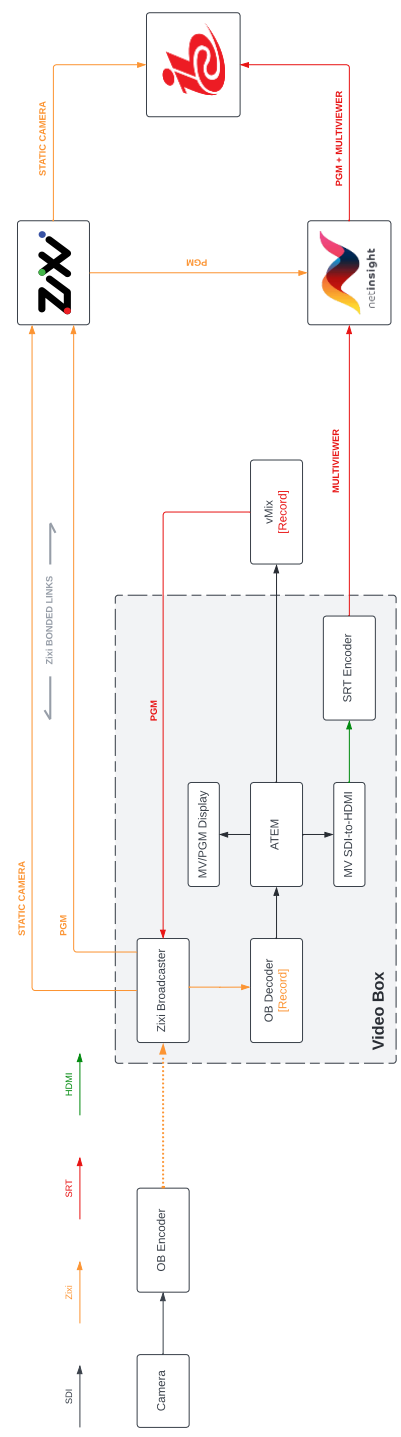 SDI
Zixi
SRT
HDMI
STATIC CAMERA
PGM
Zixi BONDED LINKS
ZiXi
STATIC CAMERA
ibc
PGM
Camera
OB Encoder
Zixi Broadcaster
PGM
MV/PGM Display
OB Decoder
[Record]
ATEM
vMix
[Record]
MV SDI-to-HDMI
SRT Encoder
MULTIVIEWER
netinsight
PGM + MULTIVIEWER
Video Box